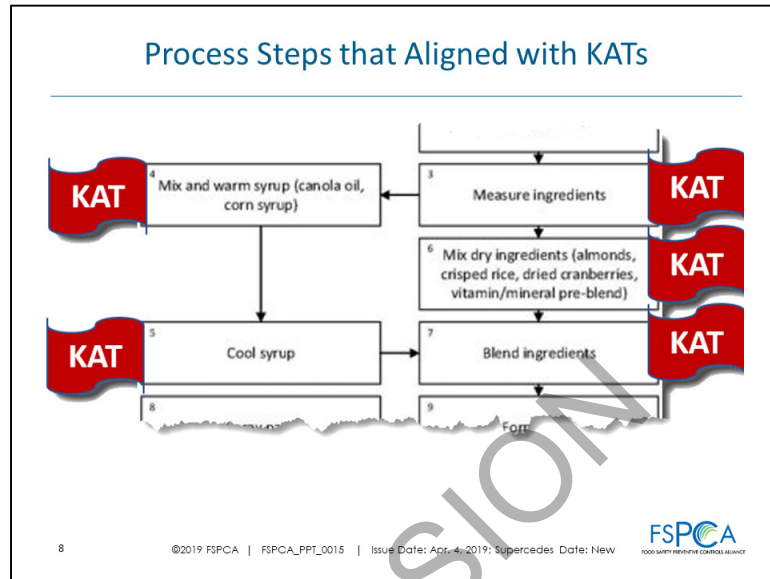 Process Steps that Aligned with KATs
KAT
4
Mix and warm syrup (canola oil,
corn syrup}
3
Measure ingredients
KAT
6
Mix dry ingredients (almonds,
crisped rice, dried cranberries,
vitamin/mineral pre-blend)
KAT
KAT
5
Cool syrup
7
Blend ingredients
KAT
8
9
SION
8
©2019 FSPCA | FSPCA_PPT_0015 | Issue Date: Apr. 4, 2019; Supercedes Date: New
FSPCA
FOOD SAFETY PREVENTIVE CONTROLS ALLIANCE